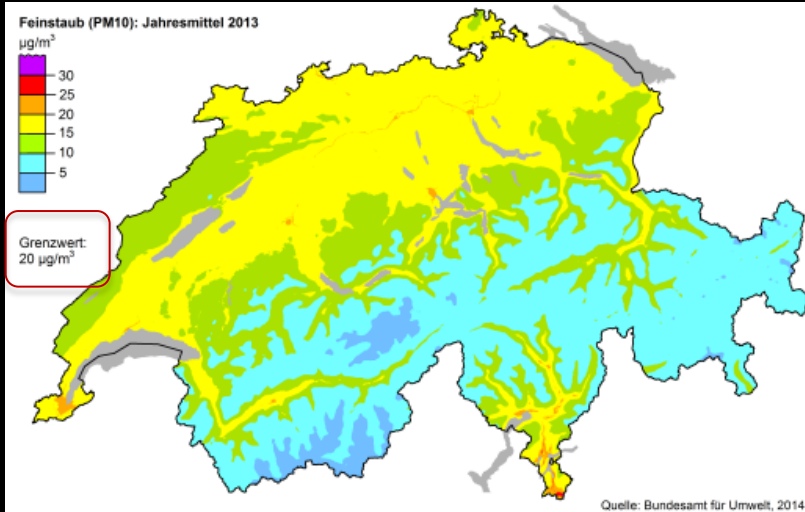 Feinstaub (PM10): Jahresmittel 2013
µg/m³
30
25
20
15
10
5
Grenzwert:
20 µg/m³
Quelle: Bundesamt für Umwelt, 2014